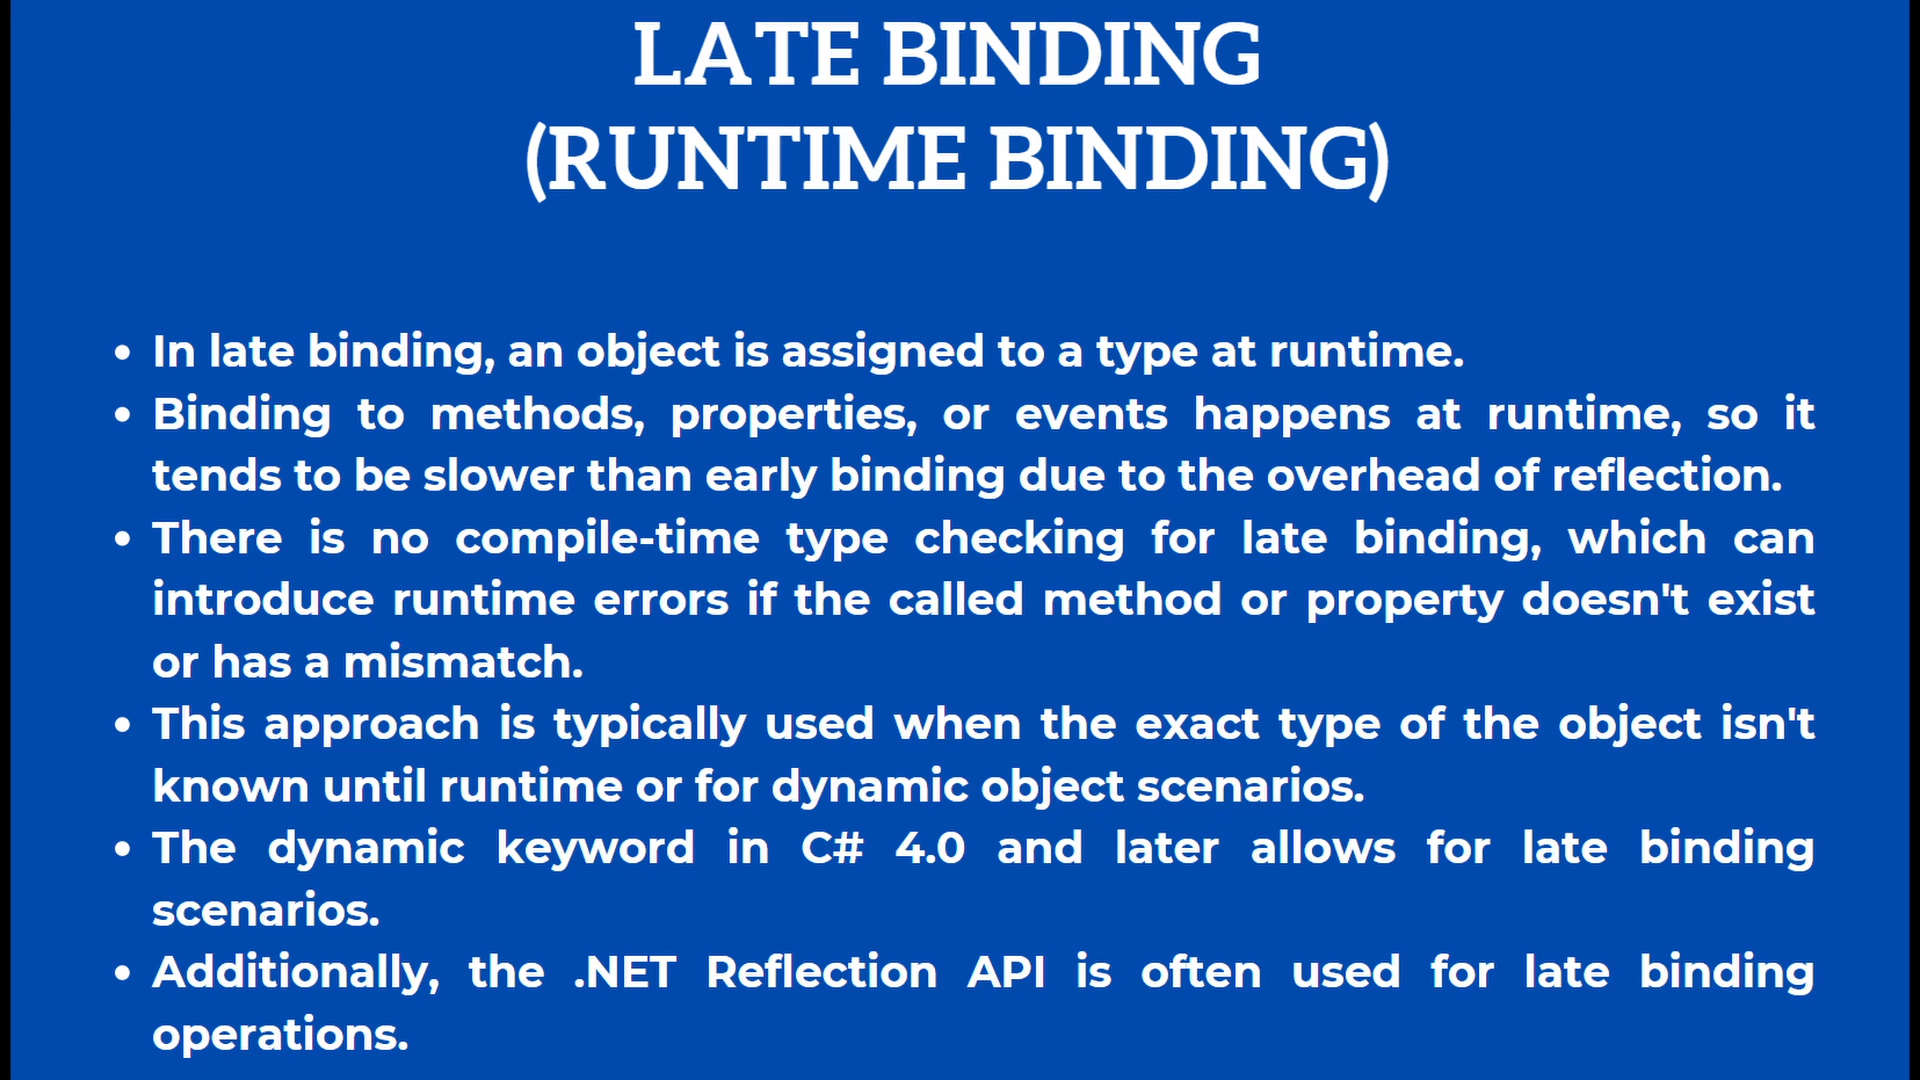 LATE BINDING
(RUNTIME BINDING)
• In late binding, an object is assigned to a type at runtime.
• Binding to methods, properties, or events happens at runtime, so it
tends to be slower than early binding due to the overhead of reflection.
• There is no compile-time type checking for late binding, which can
introduce runtime errors if the called method or property doesn't exist
or has a mismatch.
• This approach is typically used when the exact type of the object isn't
known until runtime or for dynamic object scenarios.
• The dynamic keyword in C# 4.0 and later allows for late binding
scenarios.
• Additionally, the .NET Reflection API is often used for late binding
operations.